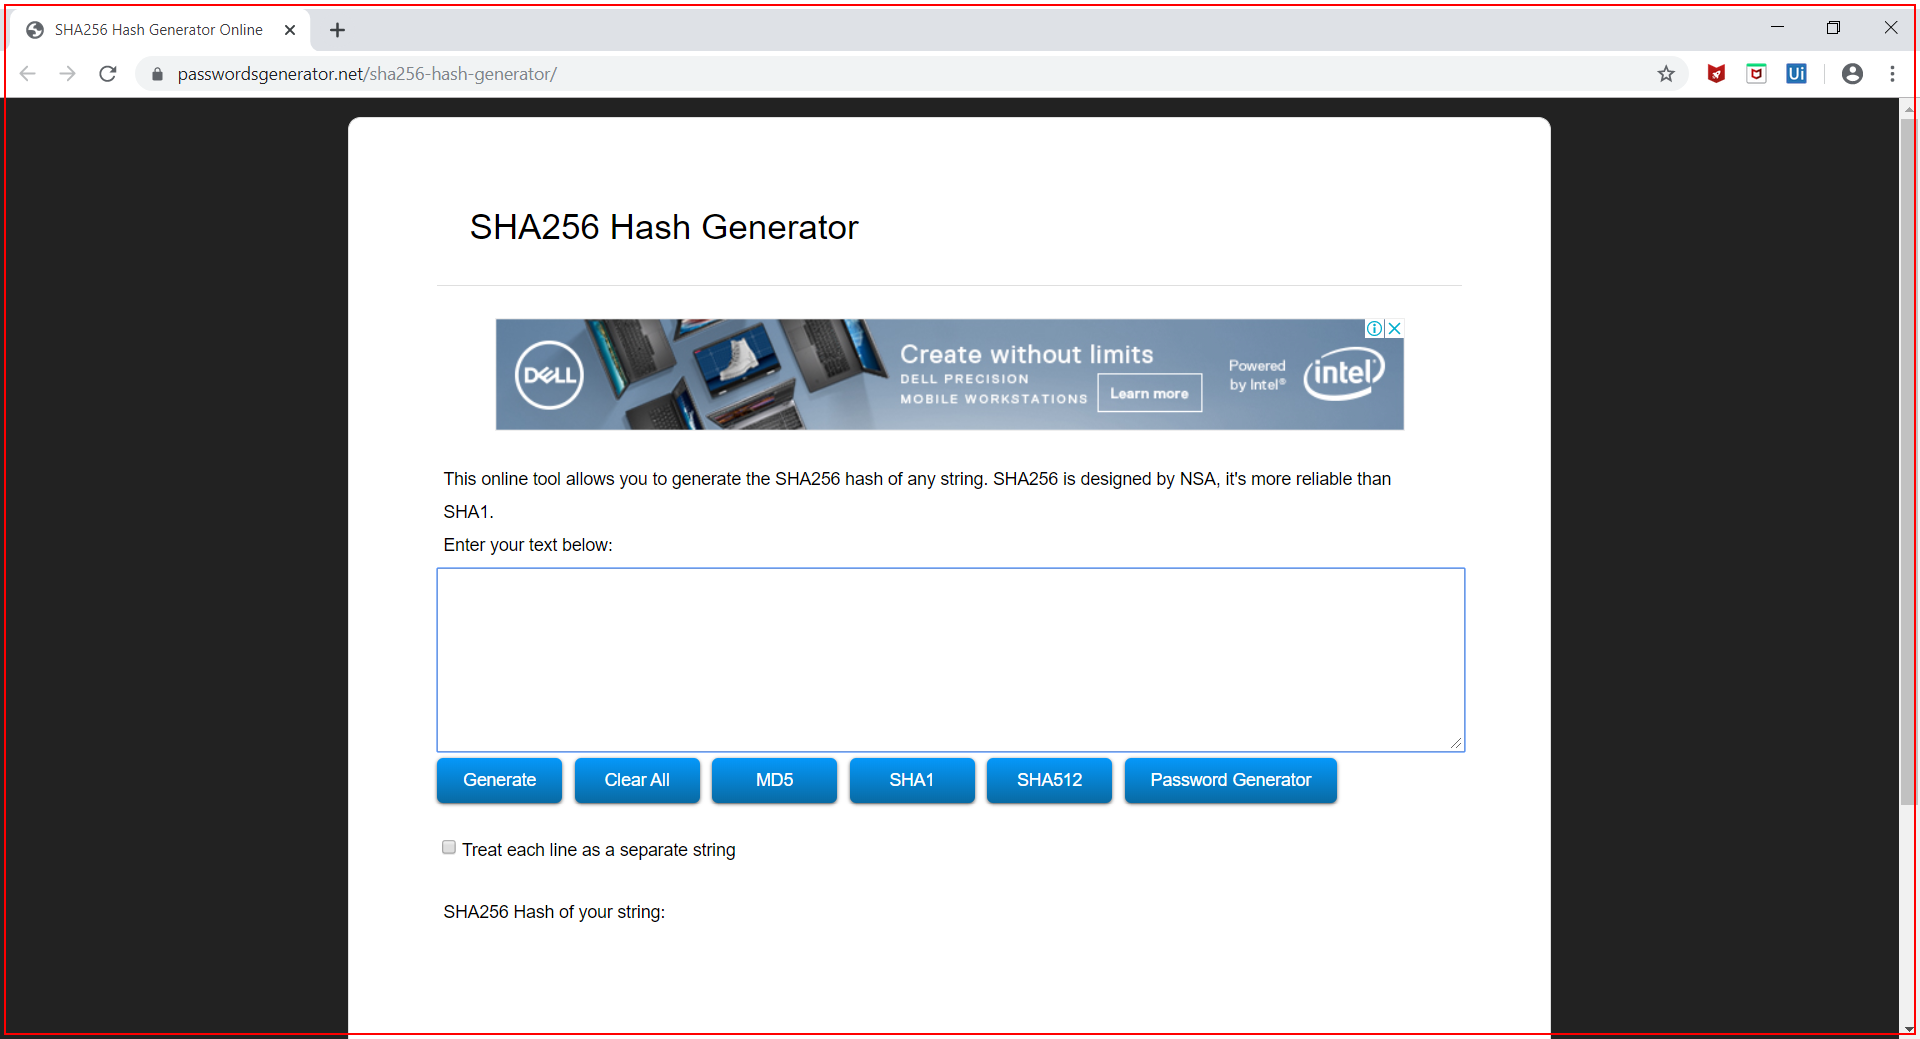 SHA256 Hash Generator Online
passwordsgenerator.net/sha256-hash-generator/
Ui
SHA256 Hash Generator
DELL
Create without limits
DELL PRECISION
MOBILE WORKSTATIONS
Learn more
Powered
by Intel®
intel
This online tool allows you to generate the SHA256 hash of any string. SHA256 is designed by NSA, it's more reliable than
SHA1.
Enter your text below:
Generate
Clear All
MD5
SHA1
SHA512
Password Generator
Treat each line as a separate string
SHA256 Hash of your string: